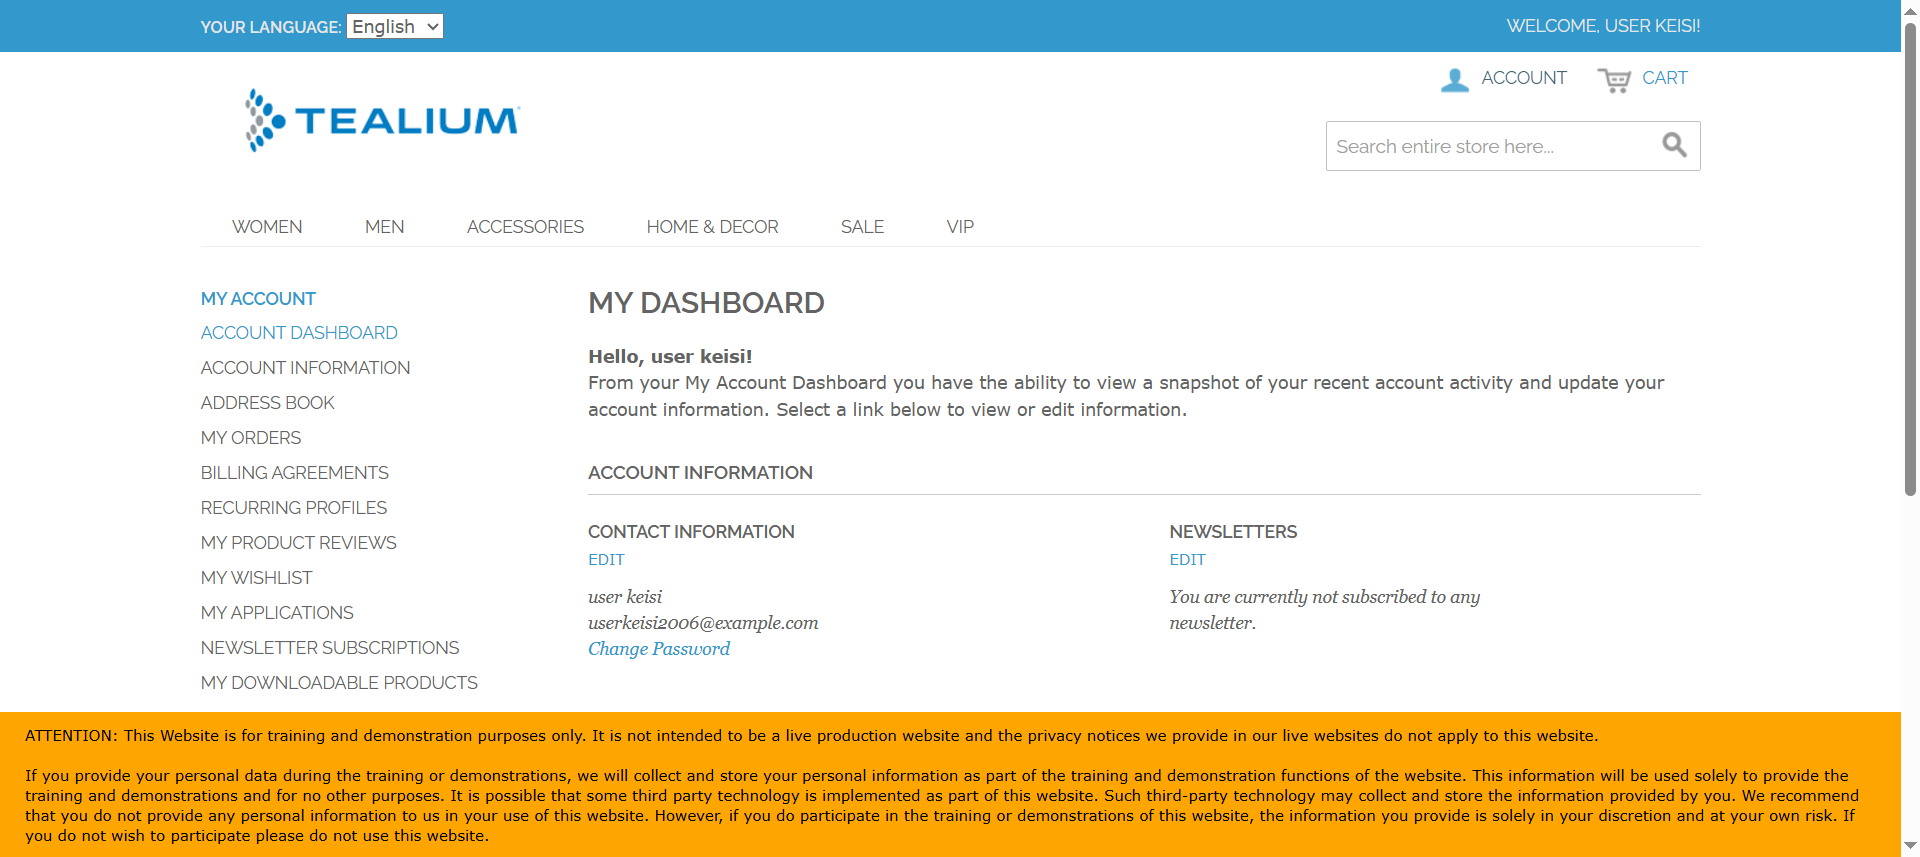 YOUR LANGUAGE: English
WELCOME, USER KEISI!
TEALIUM
ACCOUNT
CART
Search entire store here...
WOMEN
MEN
ACCESSORIES
HOME & DECOR
SALE
VIP
MY ACCOUNT
ACCOUNT DASHBOARD
ACCOUNT INFORMATION
ADDRESS BOOK
MY ORDERS
BILLING AGREEMENTS
RECURRING PROFILES
MY PRODUCT REVIEWS
MY WISHLIST
MY APPLICATIONS
NEWSLETTER SUBSCRIPTIONS
MY DOWNLOADABLE PRODUCTS
MY DASHBOARD
Hello, user keisi!
From your My Account Dashboard you have the ability to view a snapshot of your recent account activity and update your
account information. Select a link below to view or edit information.
ACCOUNT INFORMATION
CONTACT INFORMATION
EDIT
user keisi
userkeisi2006@example.com
Change Password
NEWSLETTERS
EDIT
You are currently not subscribed to any
newsletter.
ATTENTION: This Website is for training and demonstration purposes only. It is not intended to be a live production website and the privacy notices we provide in our live websites do not apply to this website.
If you provide your personal data during the training or demonstrations, we will collect and store your personal information as part of the training and demonstration functions of the website. This information will be used solely to provide the
training and demonstrations and for no other purposes. It is possible that some third party technology is implemented as part of this website. Such third-party technology may collect and store the information provided by you. We recommend
that you do not provide any personal information to us in your use of this website. However, if you do participate in the training or demonstrations of this website, the information you provide is solely in your discretion and at your own risk. If
you do not wish to participate please do not use this website.